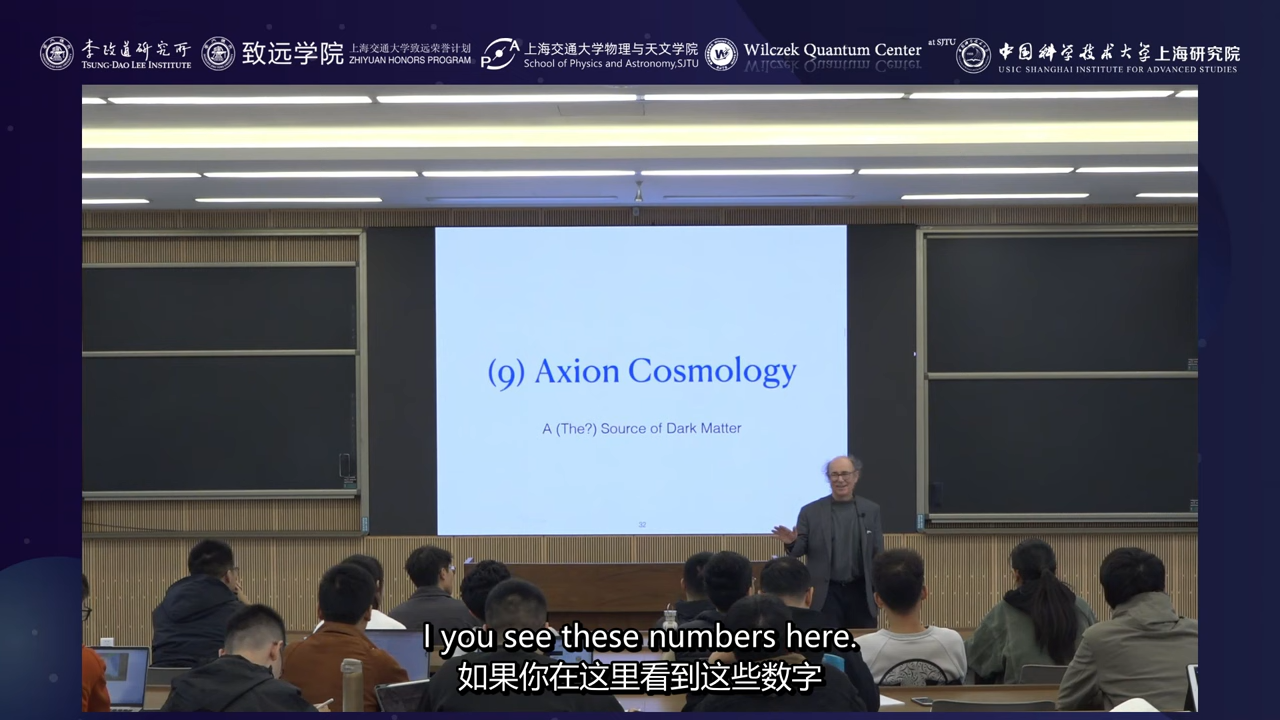 李政道研究所
TSUNG-DAO LEE INSTITUTE
致远学院
上海交通大学致远荣誉计划
ZHIYUAN HONORS PROGRAM
上海交通大学物理与天文学院
School of Physics and Astronomy,SJTU
Wilczek Quantum Center
at SJTU
中国科学技术大学上海研究院
USTC SHANGHAI INSTITUTE FOR ADVANCED STUDIES
(9) Axion Cosmology
A (The?) Source of Dark Matter
32
I you see these numbers here.
如果你在这里看到这些数字